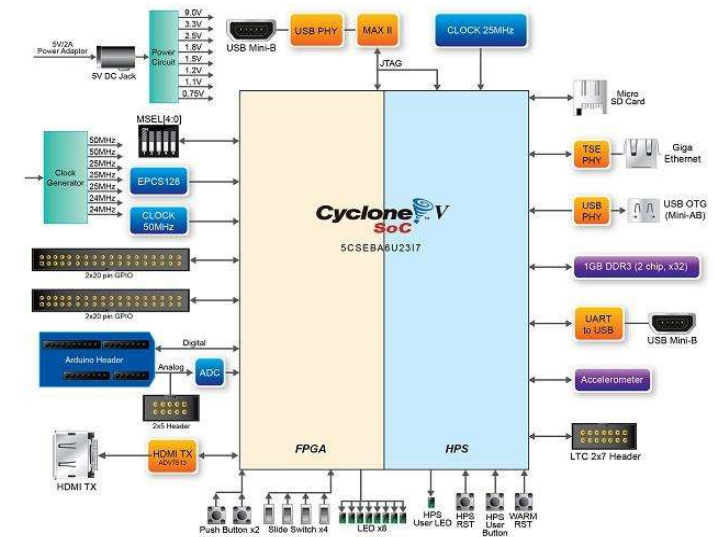 5V/2A
Power Adaptor
5V DC Jack
Power
Circuit
9.0V
3.3V
2.5V
1.8V
1.5V
1.2V
1.1V
0.75V
USB Mini-B
USB PHY
MAX II
JTAG
CLOCK 25MHz
MSEL[4:0]
Clock
Generator
50MHz
50MHz
25MHz
25MHz
25MHz
24MHz
24MHz
EPCS128
CLOCK
50MHz
2x20 pin GPIO
2x20 pin GPIO
Arduino Header
Digital
Analog
ADC
2x5 Header
HDMI TX
HDMI TX
ADV7513
Cyclone V
SoC
5CSEBA6U23I7
FPGA
HPS
Micro
SD Card
TSE
PHY
Giga
Ethernet
USB
PHY
USB OTG
(Mini-AB)
1GB DDR3 (2 chip, x32)
UART
to USB
USB Mini-B
Accelerometer
LTC 2x7 Header
Push Button x2
Slide Switch x4
LED x8
HPS
User LED
HPS
RST
HPS
User
Button
WARM
RST